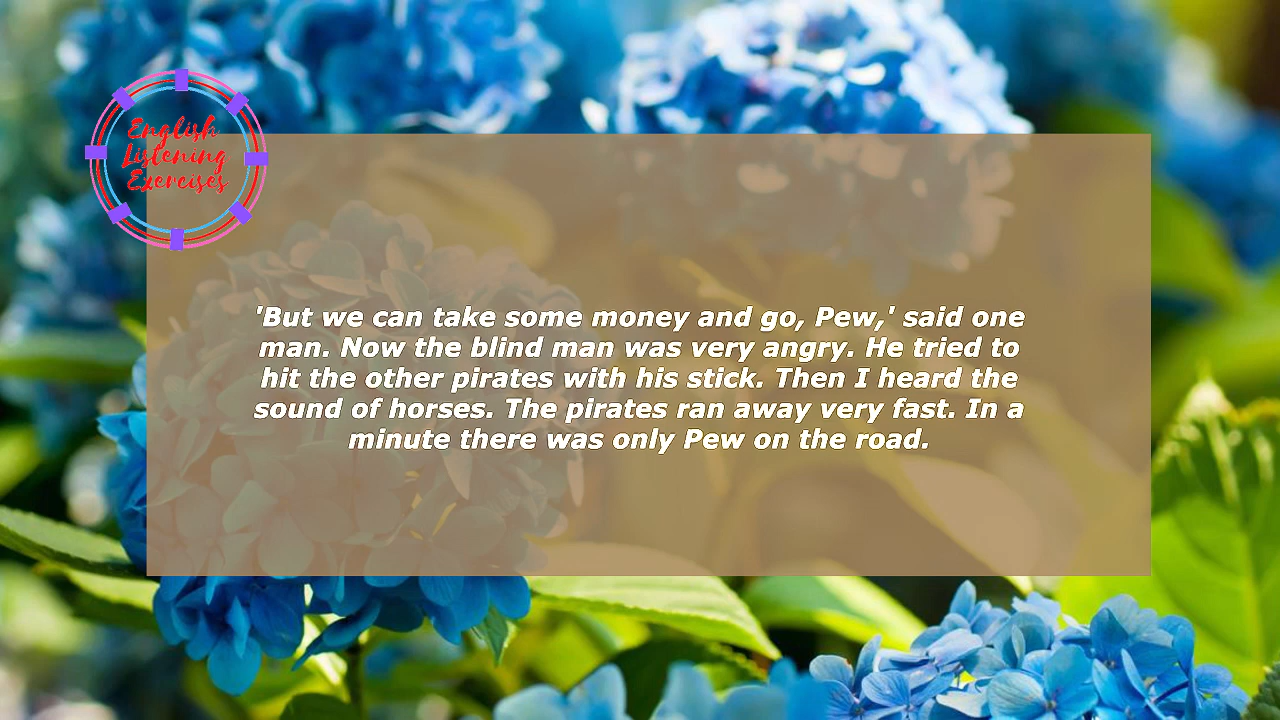 English
Listening
Exercises
'But we can take some money and go, Pew,' said one
man. Now the blind man was very angry. He tried to
hit the other pirates with his stick. Then I heard the
sound of horses. The pirates ran away very fast. In a
minute there was only Pew on the road.